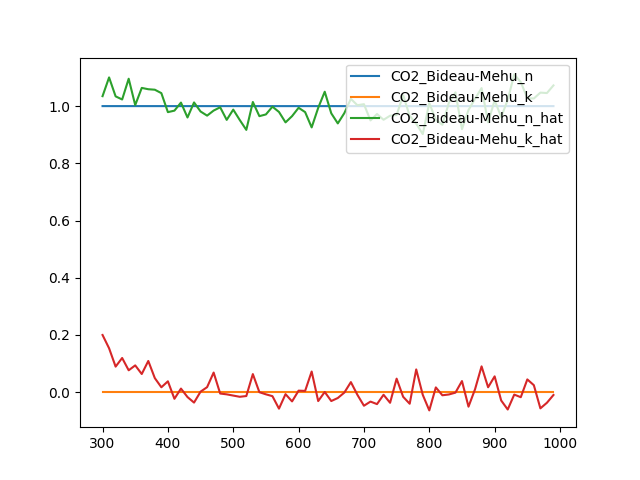 CO2_Bideau-Mehu_n
CO2_Bideau-Mehu_k
CO2_Bideau-Mehu_n_hat
CO2_Bideau-Mehu_k_hat
1.0
0.8
0.6
0.4
0.2
0.0
300 400 500 600 700 800 900 1000